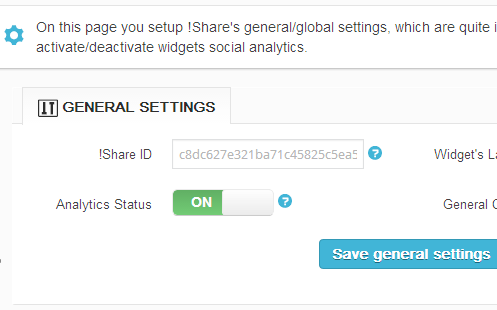 On this page you setup !Share's general/global settings, which are quite
activate/deactivate widgets social analytics.
GENERAL SETTINGS
!Share ID c8dc627e321ba71c45825c5ea5 Widget's
Analytics Status ON General
Save general settings